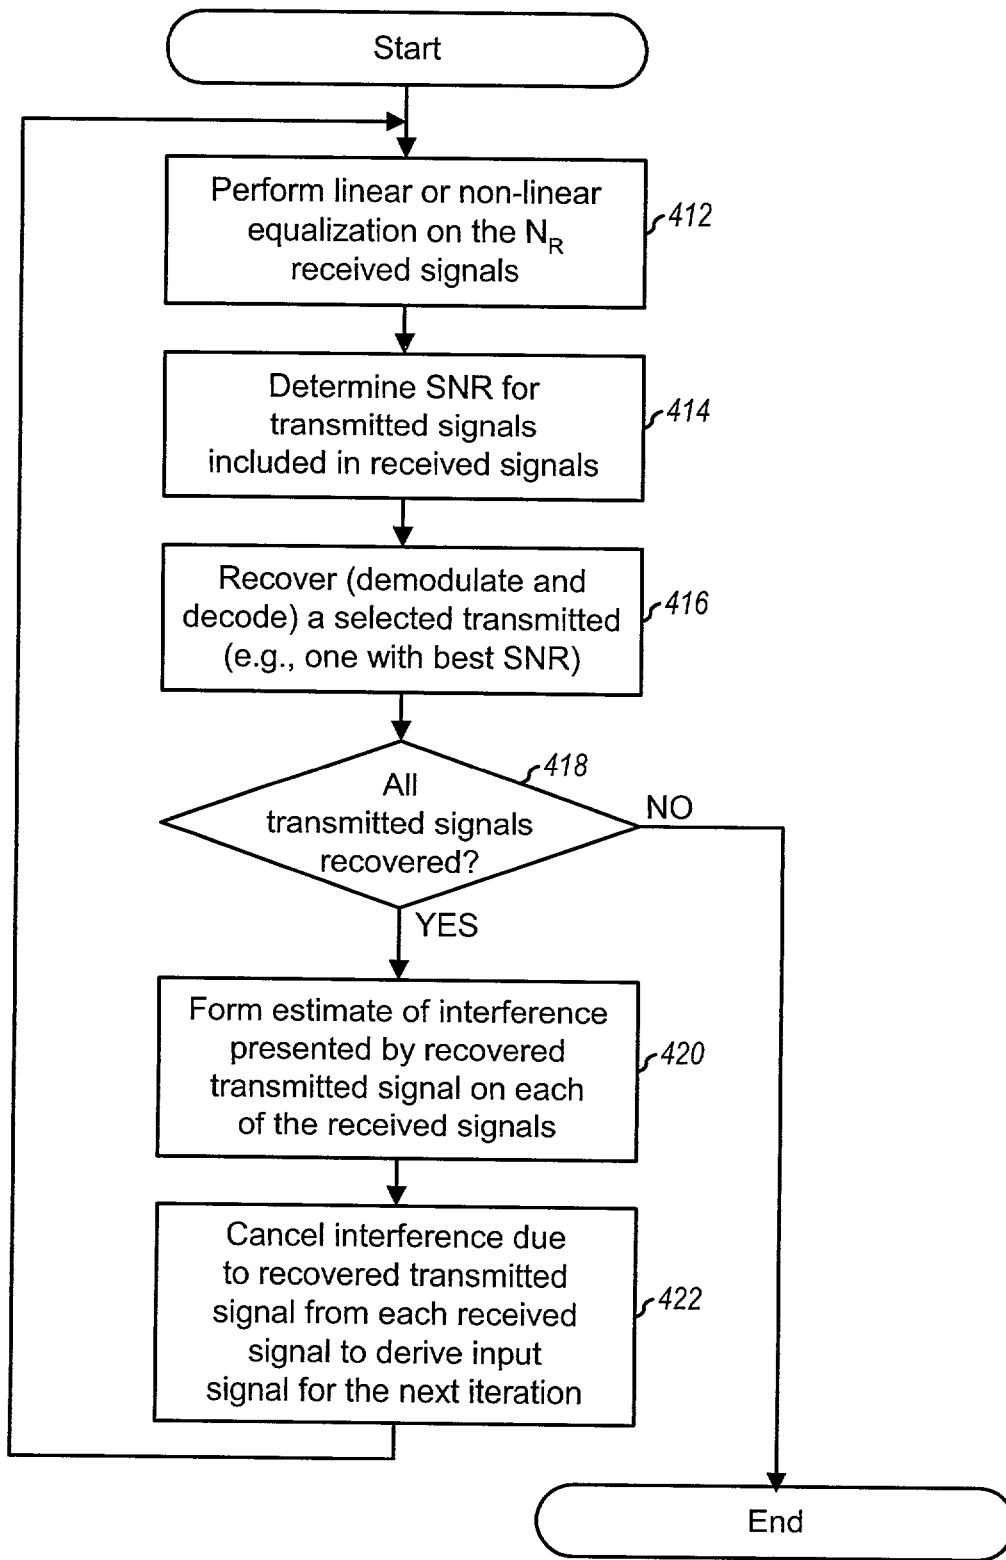 Start
Perform linear or non-linear
equalization on the NR
received signals
412
Determine SNR for
transmitted signals
included in received signals
414
Recover (demodulate and
decode) a selected transmitted
(e.g., one with best SNR)
416
All
transmitted signals
recovered?
418
NO
YES
Form estimate of interference
presented by recovered
transmitted signal on each
of the received signals
420
Cancel interference due
to recovered transmitted
signal from each received
signal to derive input
signal for the next iteration
422
End